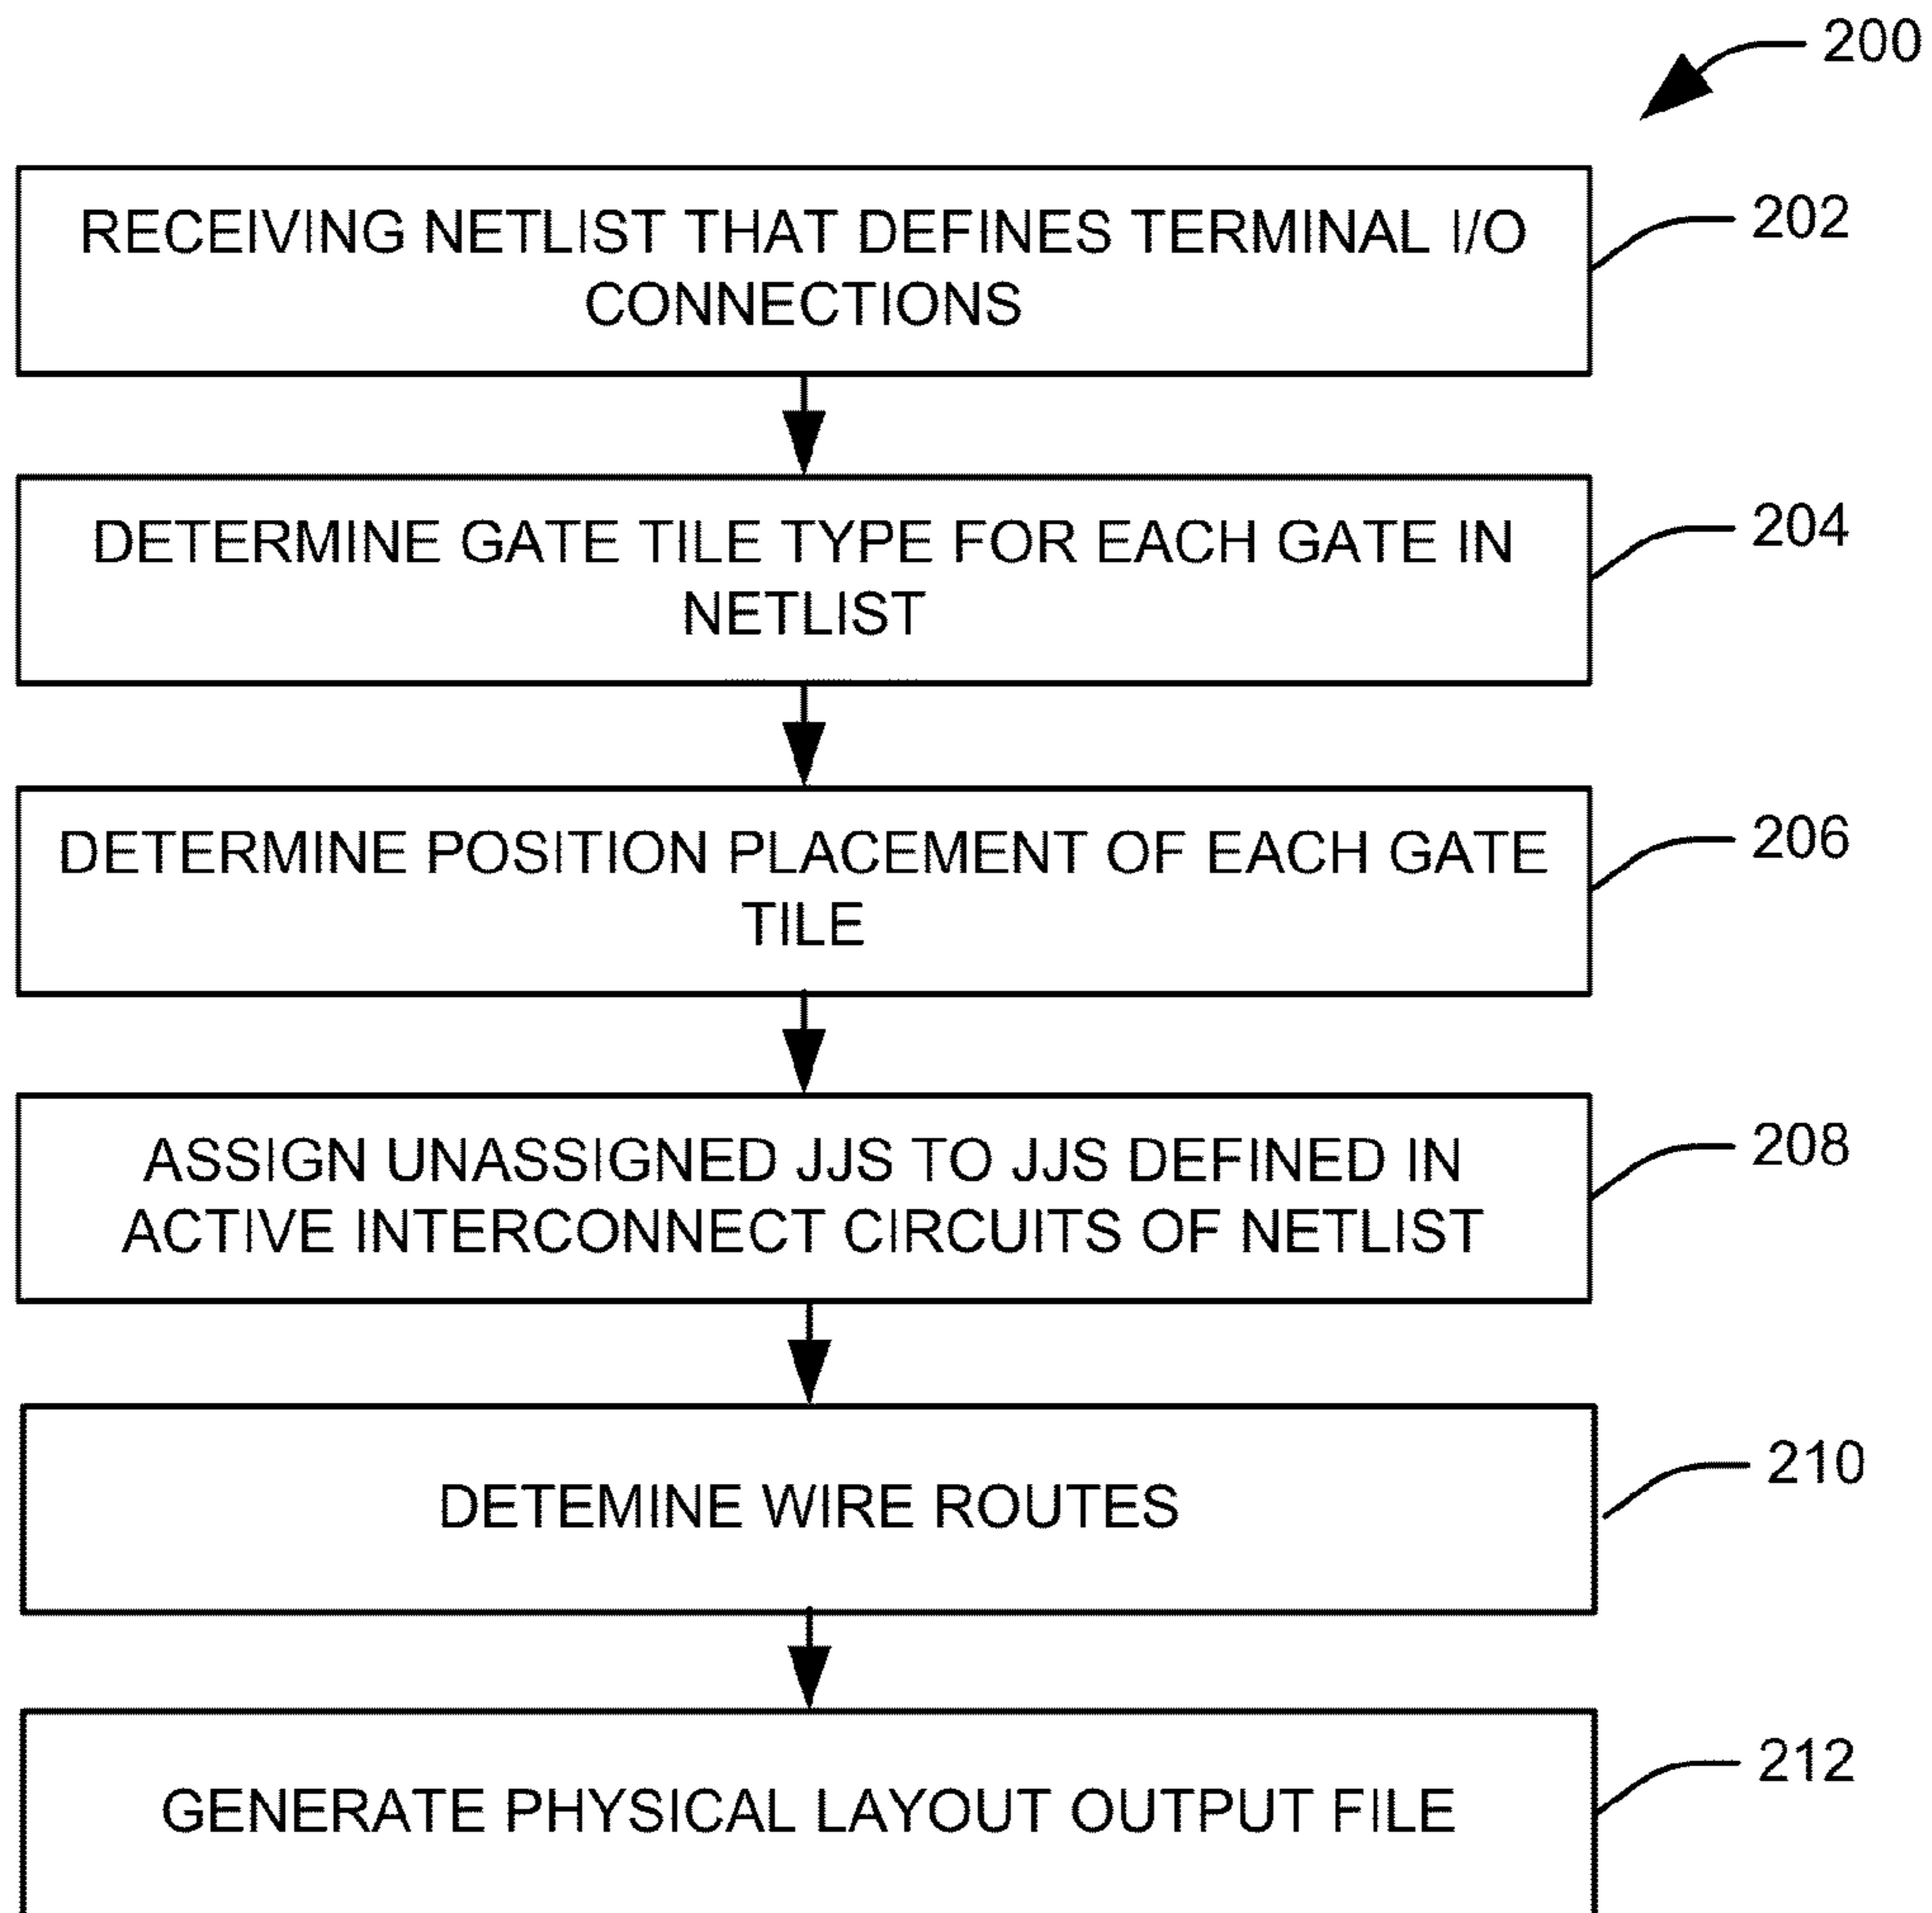 200
RECEIVING NETLIST THAT DEFINES TERMINAL I/O
CONNECTIONS
202
DETERMINE GATE TILE TYPE FOR EACH GATE IN
NETLIST
204
DETERMINE POSITION PLACEMENT OF EACH GATE
TILE
206
ASSIGN UNASSIGNED JJS TO JJS DEFINED IN
ACTIVE INTERCONNECT CIRCUITS OF NETLIST
208
DETEMINE WIRE ROUTES
210
GENERATE PHYSICAL LAYOUT OUTPUT FILE
212